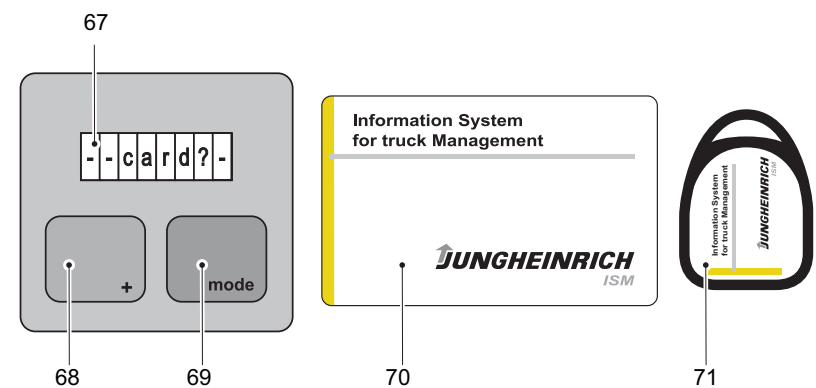 67
--card?-
+
mode
68
69
Information System
for truck Management
JUNGHEINRICH
ISM
70
Information System
for truck Management
JUNGHEINRICH
ISM
71